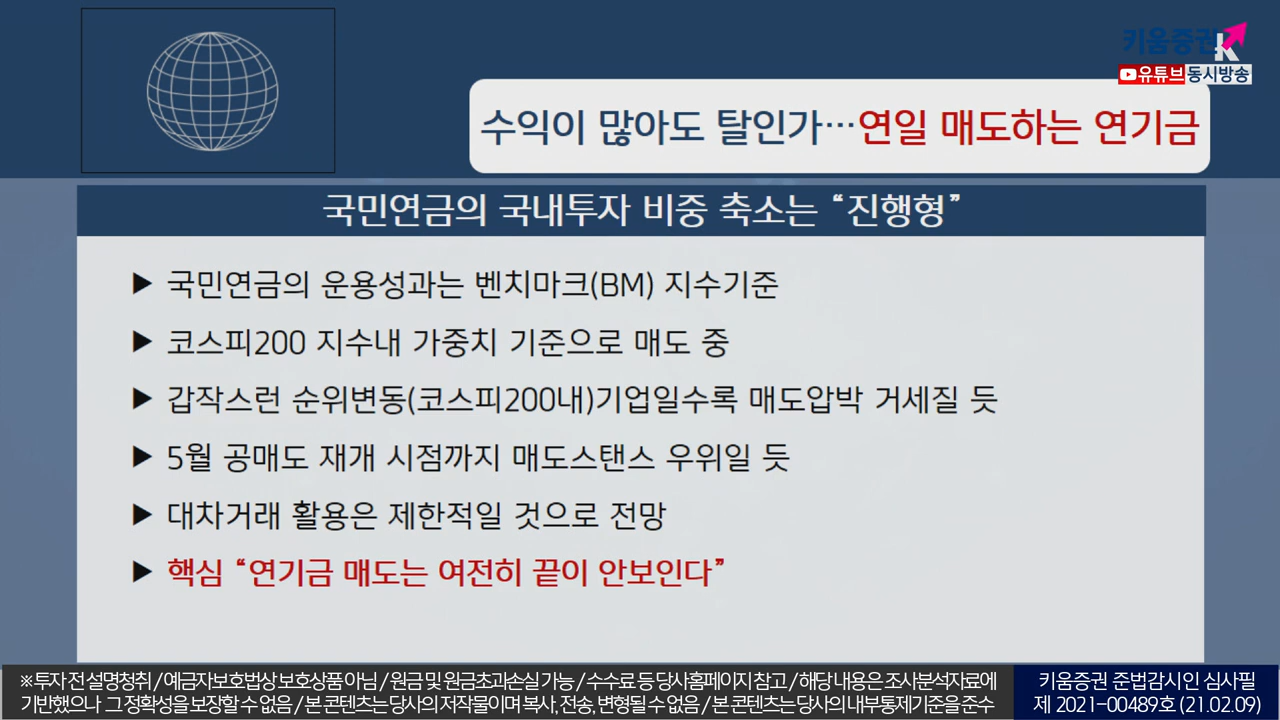 키움증권
유튜브동시방송
수익이 많아도 탈인가…연일 매도하는 연기금
국민연금의 국내투자 비중 축소는 “진행형”
▶ 국민연금의 운용성과는 벤치마크(BM) 지수기준
▶ 코스피200 지수내 가중치 기준으로 매도 중
▶ 갑작스런 순위변동(코스피200내)기업일수록 매도압박 거세질 듯
▶ 5월 공매도 재개 시점까지 매도스탠스 우위일 듯
▶ 대차거래 활용은 제한적일 것으로 전망
▶ 핵심 “연기금 매도는 여전히 끝이 안보인다”
※ 투자 전 설명청취 / 예금자보호법상 보호상품 아님 / 원금 및 원금초과손실 가능 / 수수료 등 당사홈페이지 참고 / 해당 내용은 조사분석자료에
기반했으나 그 정확성을 보장할 수 없음 / 본 콘텐츠는 당사의 저작물이며 복사, 전송, 변형될 수 없음 / 본 콘텐츠는 당사의 내부통제기준을 준수
키움증권 준법감시인 심사필
제 2021-00489호 (21.02.09)